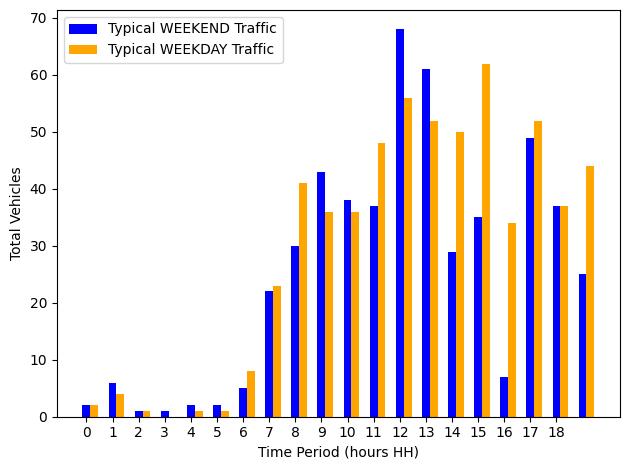 Typical WEEKEND Traffic
Typical WEEKDAY Traffic
70
60
50
40
30
20
10
0
Total Vehicles
0 1 2 3 4 5 6 7 8 9 10 11 12 13 14 15 16 17 18
Time Period (hours HH)